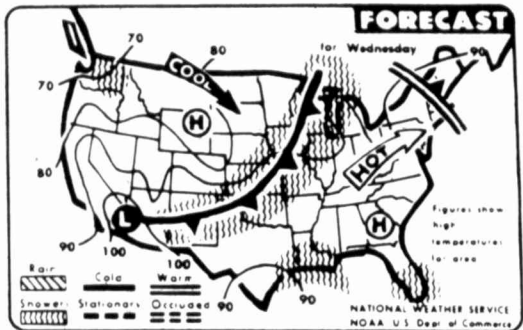 FORECAST
for Wednesday
90
70
80
COOL
70
H
HOT
80
L
H
Figures show
high
temperatures
for area
90
100
100
90
90
Rain
Cold
Warm
Showers
Stationary
Occluded
NATIONAL WEATHER SERVICE
NOAA U S Dept of Commerce